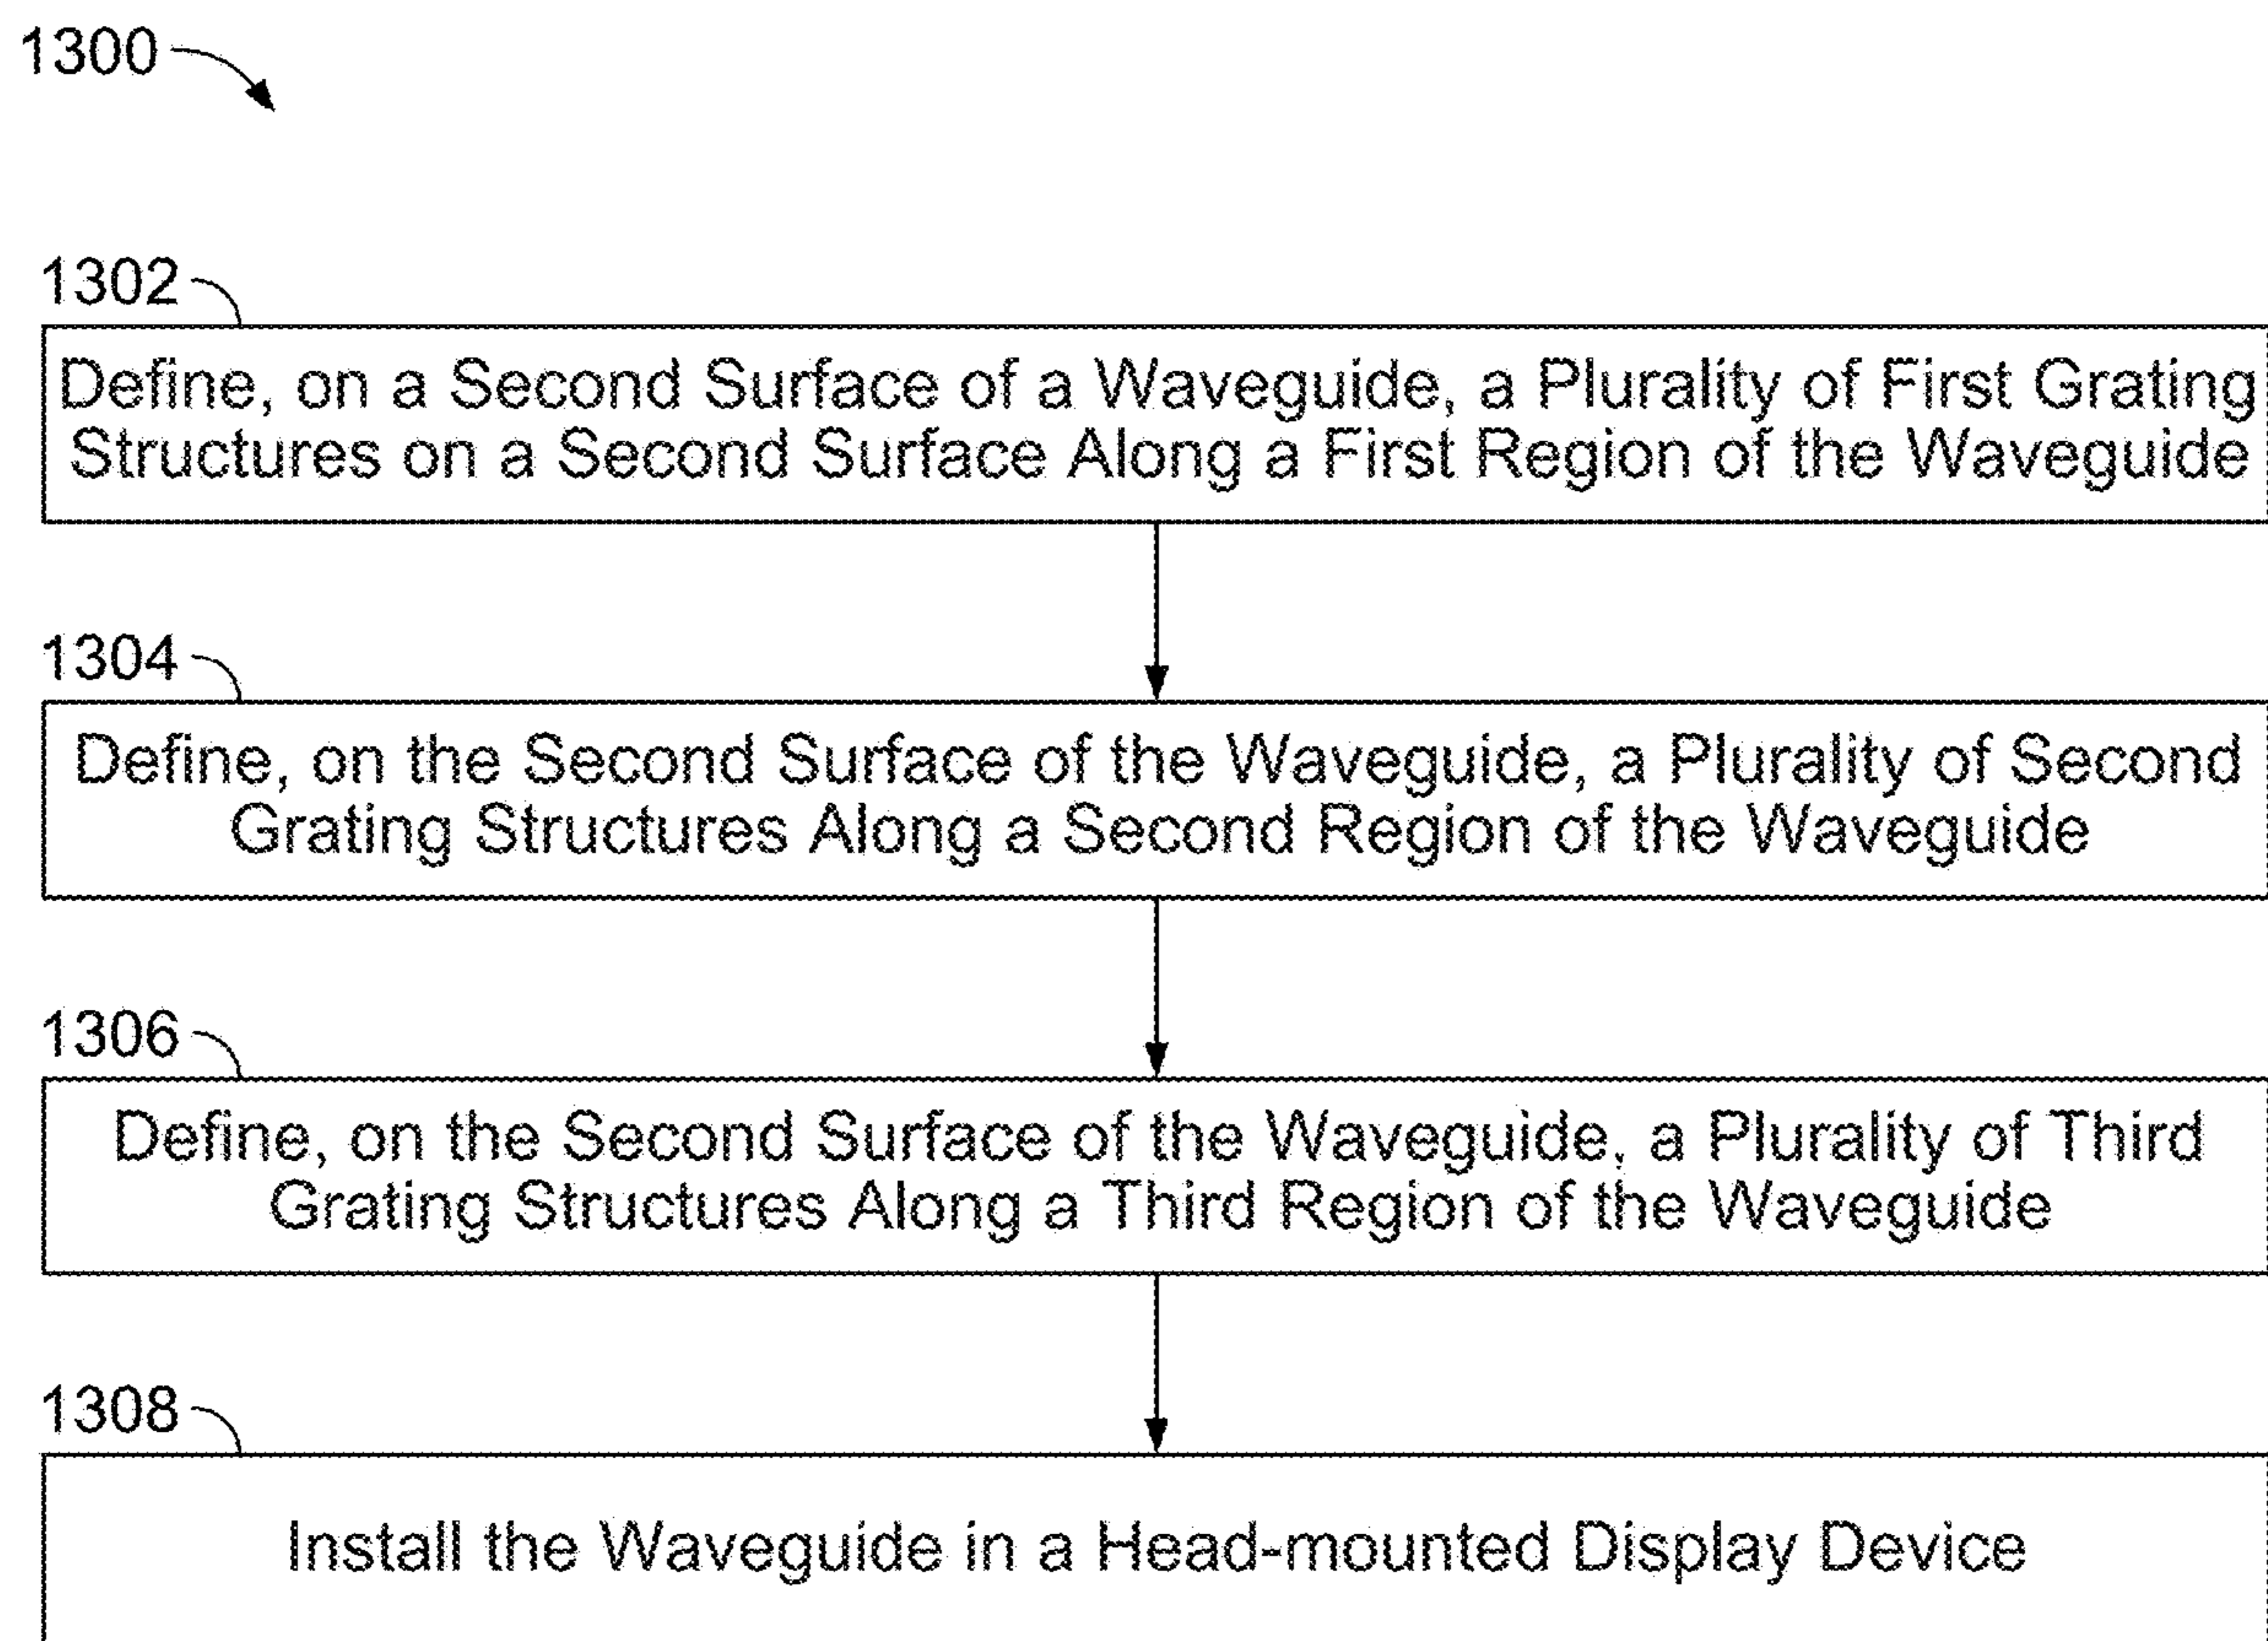 1300
1302
Define, on a Second Surface of a Waveguide, a Plurality of First Grating
Structures on a Second Surface Along a First Region of the Waveguide
1304
Define, on the Second Surface of the Waveguide, a Plurality of Second
Grating Structures Along a Second Region of the Waveguide
1306
Define, on the Second Surface of the Waveguide, a Plurality of Third
Grating Structures Along a Third Region of the Waveguide
1308
Install the Waveguide in a Head-mounted Display Device